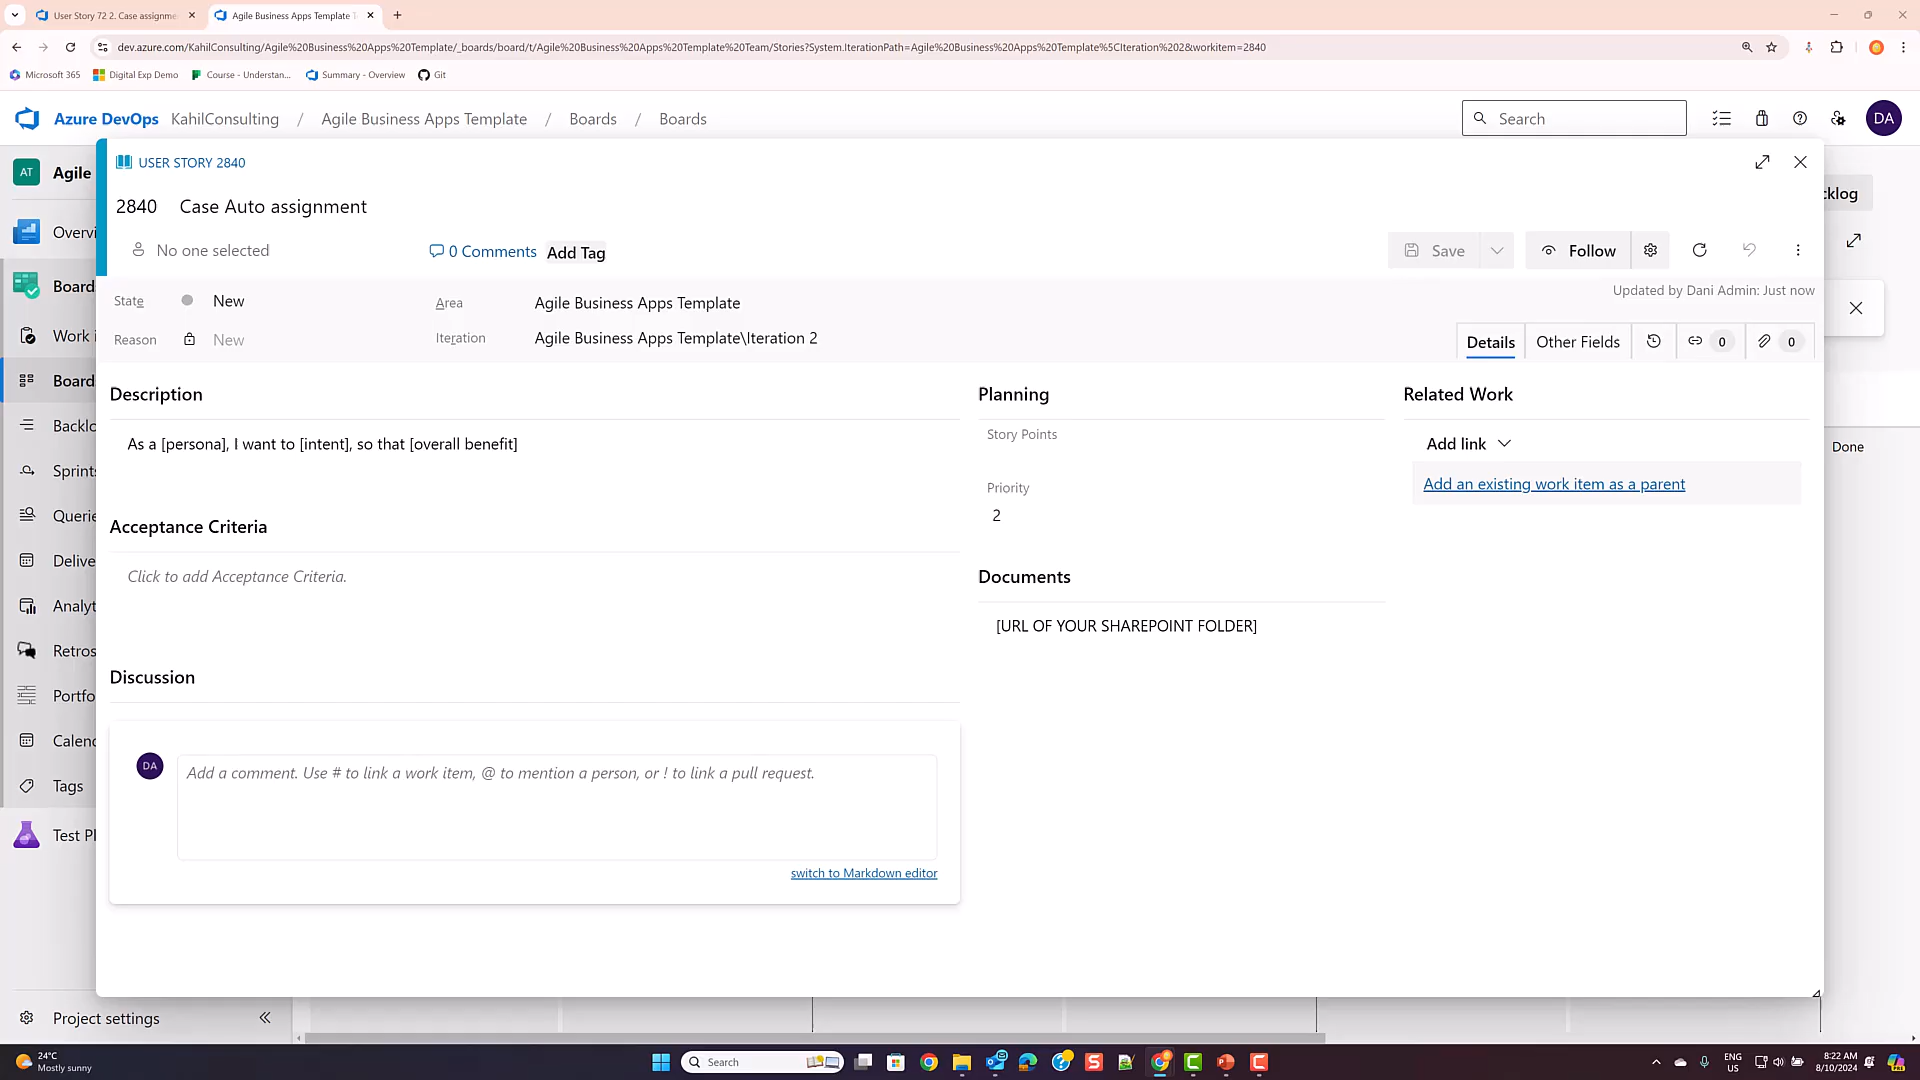 User Story 72 2. Case assignme
Agile Business Apps Template T
dev.azure.com/KahilConsulting/Agile%20Business%20Apps%20Template/_boards/board/t/Agile%20Business%20Apps%20Template%20Team/Stories?System.IterationPath=Agile%20Business%20Apps%20Template%5CIteration%202&workitem=2840
Microsoft 365
Digital Exp Demo
Course - Understan...
Summary - Overview
Git
Azure DevOps
KahilConsulting / Agile Business Apps Template / Boards / Boards
Search
DA
AT
Agile
USER STORY 2840
2840 Case Auto assignment
cklog
Overvi
No one selected
0 Comments
Add Tag
Save
Follow
Board
State
New
Area
Agile Business Apps Template
Updated by Dani Admin: Just now
Reason
New
Iteration
Agile Business Apps Template\Iteration 2
Details
Other Fields
0
0
Work i
Board
Backlo
Sprints
Querie
Delive
Analyt
Retros
Portfo
Calenc
Tags
Test Pl
Description
As a [persona], I want to [intent], so that [overall benefit]
Acceptance Criteria
Click to add Acceptance Criteria.
Discussion
DA
Add a comment. Use # to link a work item, @ to mention a person, or ! to link a pull request.
switch to Markdown editor
Planning
Story Points
Priority
2
Documents
[URL OF YOUR SHAREPOINT FOLDER]
Related Work
Add link
Add an existing work item as a parent
Done
Project settings
24°C
Mostly sunny
Search
ENG
US
8:22 AM
8/10/2024